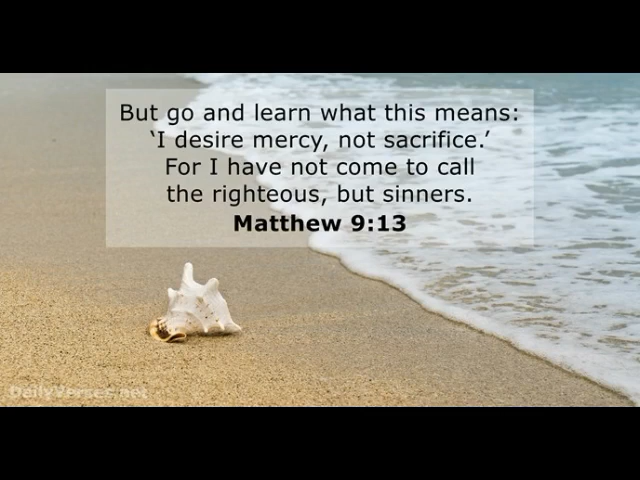 But go and learn what this means:
‘I desire mercy, not sacrifice.’
For I have not come to call
the righteous, but sinners.
Matthew 9:13
DailyVerses.net